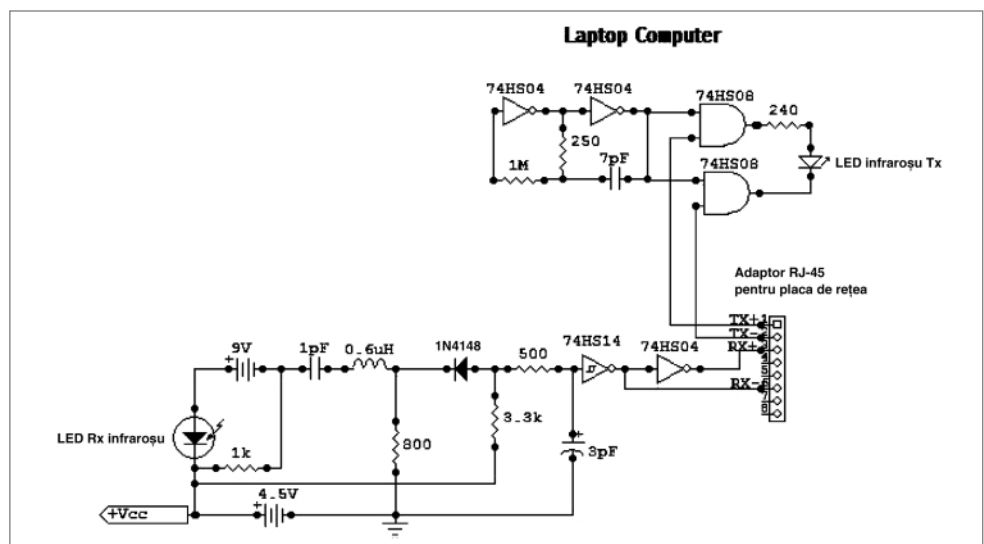 Laptop Computer
74HS04
74HS04
74HS08
240
250
1M
7pF
74HS08
LED infraroșu Tx
Adaptor RJ-45
pentru placa de rețea
TX+1
TX-2
RX+3
4
5
RX-6
7
8
9V
1pF
0.6uH
1N4148
500
74HS14
74HS04
LED Rx infraroșu
1k
800
3.3k
3pF
4.5V
+Vcc